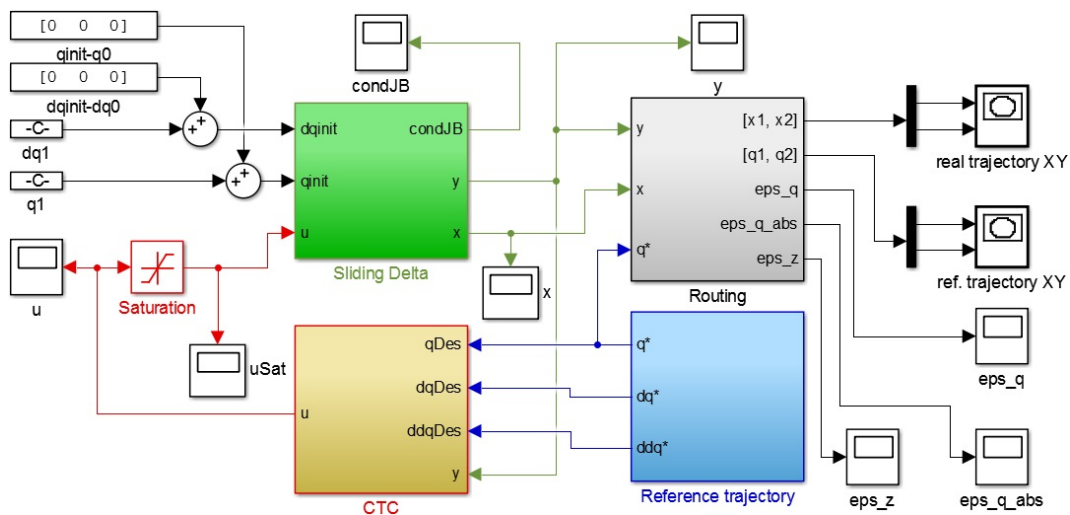 [0 0 0]
qinit-q0
[0 0 0]
dqinit-dq0
-C-
dq1
-C-
q1
++
++
condJB
y
dqinit
qinit
u
condJB
y
x
Sliding Delta
y
x
q*
[x1, x2]
[q1, q2]
eps_q
eps_q_abs
eps_z
Routing
real trajectory XY
ref. trajectory XY
u
Saturation
uSat
x
qDes
dqDes
ddqDes
y
u
CTC
q*
dq*
ddq*
Reference trajectory
eps_q
eps_z
eps_q_abs